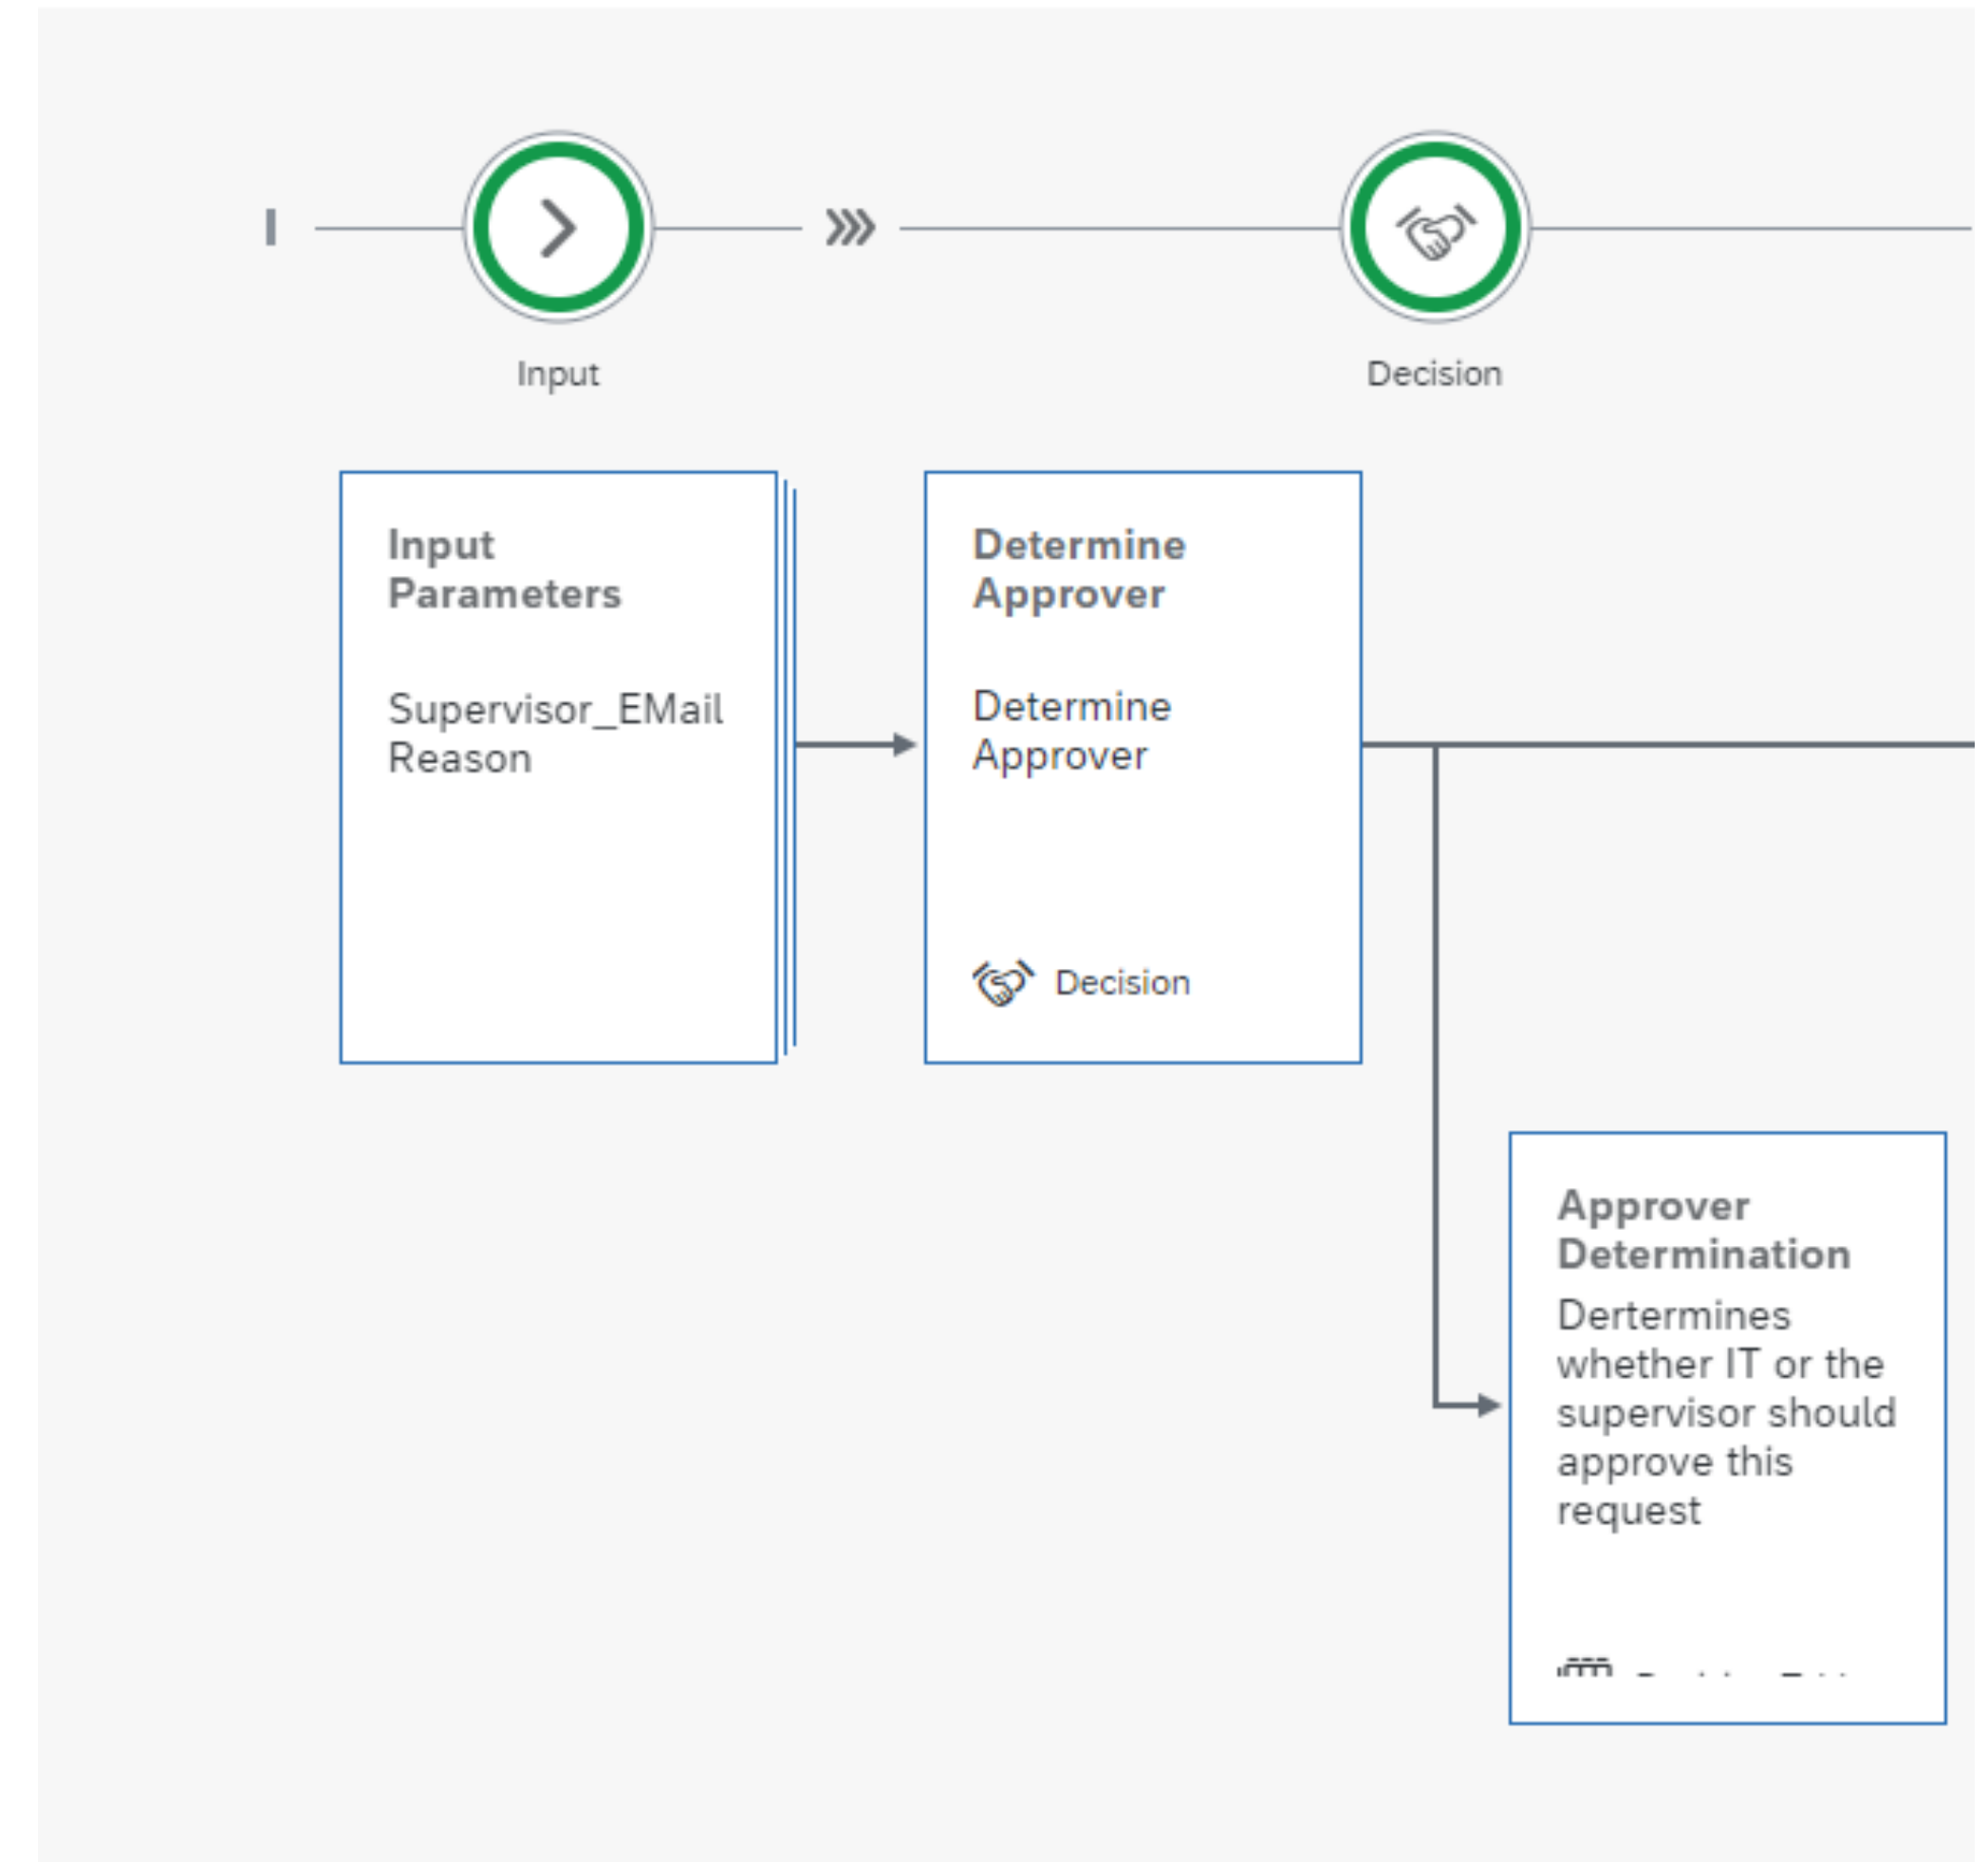 Input
Decision
Input
Parameters
Supervisor_EMail
Reason
Determine
Approver
Determine
Approver
Decision
Approver
Determination
Dertermines
whether IT or the
supervisor should
approve this
request